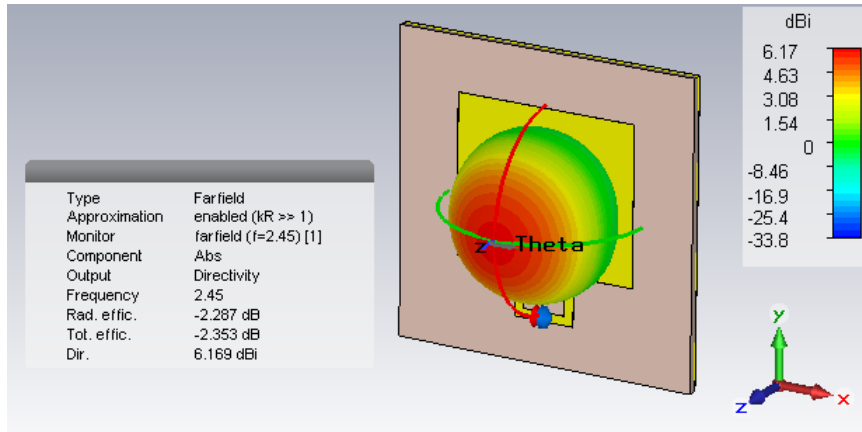 dBi
6.17
4.63
3.08
1.54
0
-8.46
-16.9
-25.4
-33.8
Type Farfield
Approximation enabled (kR >> 1)
Monitor farfield (f=2.45) [1]
Component Abs
Output Directivity
Frequency 2.45
Rad. effic. -2.287 dB
Tot. effic. -2.353 dB
Dir. 6.169 dBi
z Theta
y
x
z